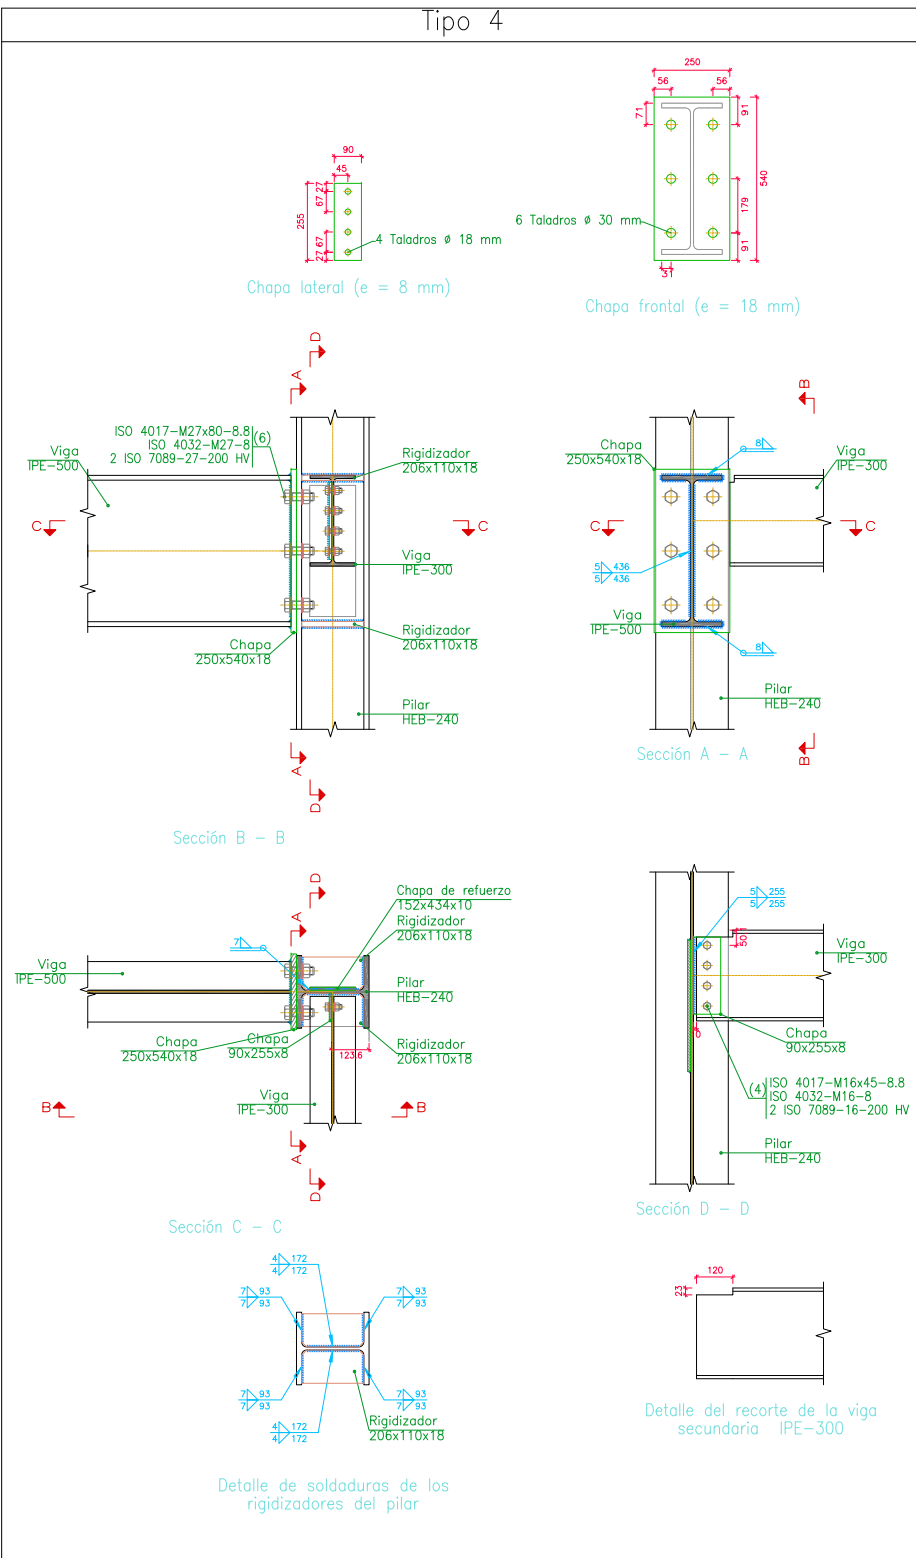 Tipo 4
250
56
56
71
91
540
179
91
31
6 Taladros ø 30 mm
Chapa frontal (e = 18 mm)
90
45
27
67
255
67
27
4 Taladros ø 18 mm
Chapa lateral (e = 8 mm)
D
A
ISO 4017-M27x80-8.8
ISO 4032-M27-8
2 ISO 7089-27-200 HV
(6)
Viga
IPE-500
Rigidizador
206x110x18
C
C
Viga
IPE-300
Chapa
250x540x18
Rigidizador
206x110x18
Pilar
HEB-240
A
D
Sección B - B
B
Chapa
250x540x18
8
Viga
IPE-300
C
C
5 436
5 436
Viga
IPE-500
8
Pilar
HEB-240
B
Sección A - A
D
A
Chapa de refuerzo
152x434x10
Rigidizador
206x110x18
7
Viga
IPE-500
Pilar
HEB-240
Chapa
250x540x18
Chapa
90x255x8
123.6
Rigidizador
206x110x18
Viga
IPE-300
B
B
A
D
Sección C - C
5 255
5 255
50
Viga
IPE-300
Chapa
90x255x8
(4)
ISO 4017-M16x45-8.8
ISO 4032-M16-8
2 ISO 7089-16-200 HV
Pilar
HEB-240
Sección D - D
4 172
4 172
7 93
7 93
7 93
7 93
7 93
7 93
7 93
7 93
4 172
4 172
Rigidizador
206x110x18
Detalle de soldaduras de los
rigidizadores del pilar
120
23
Detalle del recorte de la viga
secundaria IPE-300